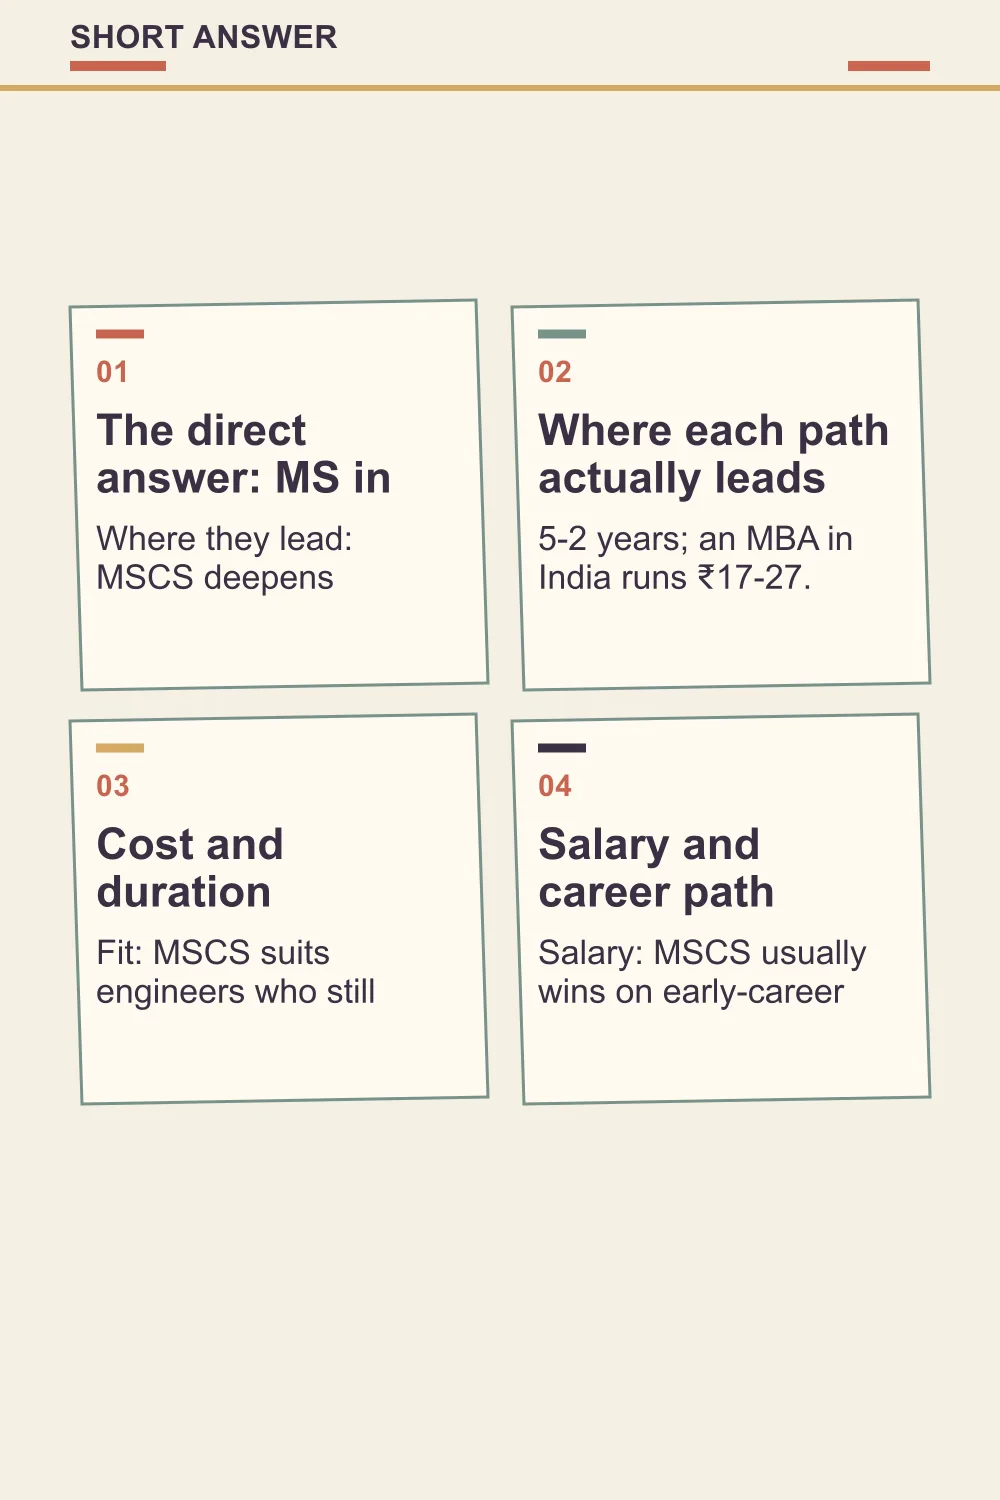 SHORT ANSWER
01
The direct
answer: MS in
Where they lead:
MSCS deepens
02
Where each path
actually leads
5-2 years; an MBA in
India runs ₹17-27.
03
Cost and
duration
Fit: MSCS suits
engineers who still
04
Salary and
career path
Salary: MSCS usually
wins on early-career